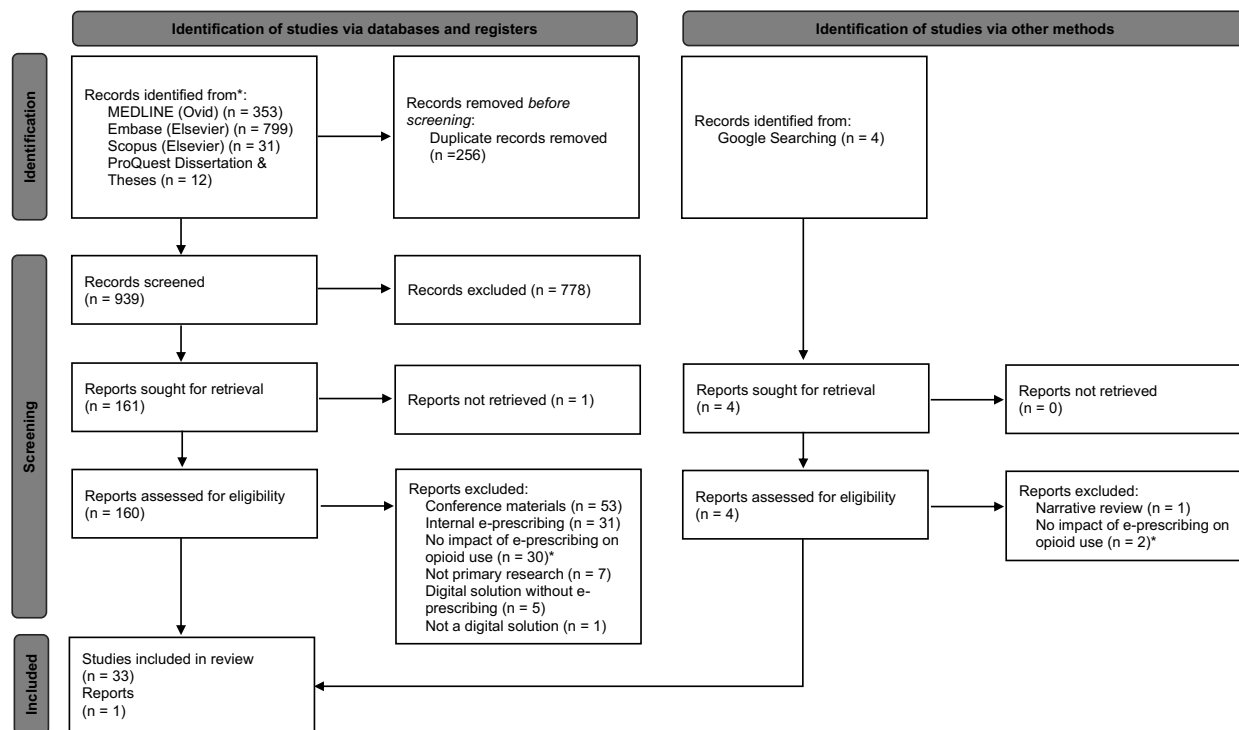 Identification of studies via databases and registers
Identification of studies via other methods
Identification
Records identified from*:
MEDLINE (Ovid) (n = 353)
Embase (Elsevier) (n = 799)
Scopus (Elsevier) (n = 31)
ProQuest Dissertation &
Theses (n = 12)
Records removed before
screening:
Duplicate records removed
(n =256)
Records identified from:
Google Searching (n = 4)
Screening
Records screened
(n = 939)
Records excluded (n = 778)
Reports sought for retrieval
(n = 161)
Reports not retrieved (n = 1)
Reports sought for retrieval
(n = 4)
Reports not retrieved
(n = 0)
Reports assessed for eligibility
(n = 160)
Reports excluded:
Conference materials (n = 53)
Internal e-prescribing (n = 31)
No impact of e-prescribing on
opioid use (n = 30)*
Not primary research (n = 7)
Digital solution without e-
prescribing (n = 5)
Not a digital solution (n = 1)
Reports assessed for eligibility
(n = 4)
Reports excluded:
Narrative review (n = 1)
No impact of e-prescribing on
opioid use (n = 2)*
Included
Studies included in review
(n = 33)
Reports
(n = 1)